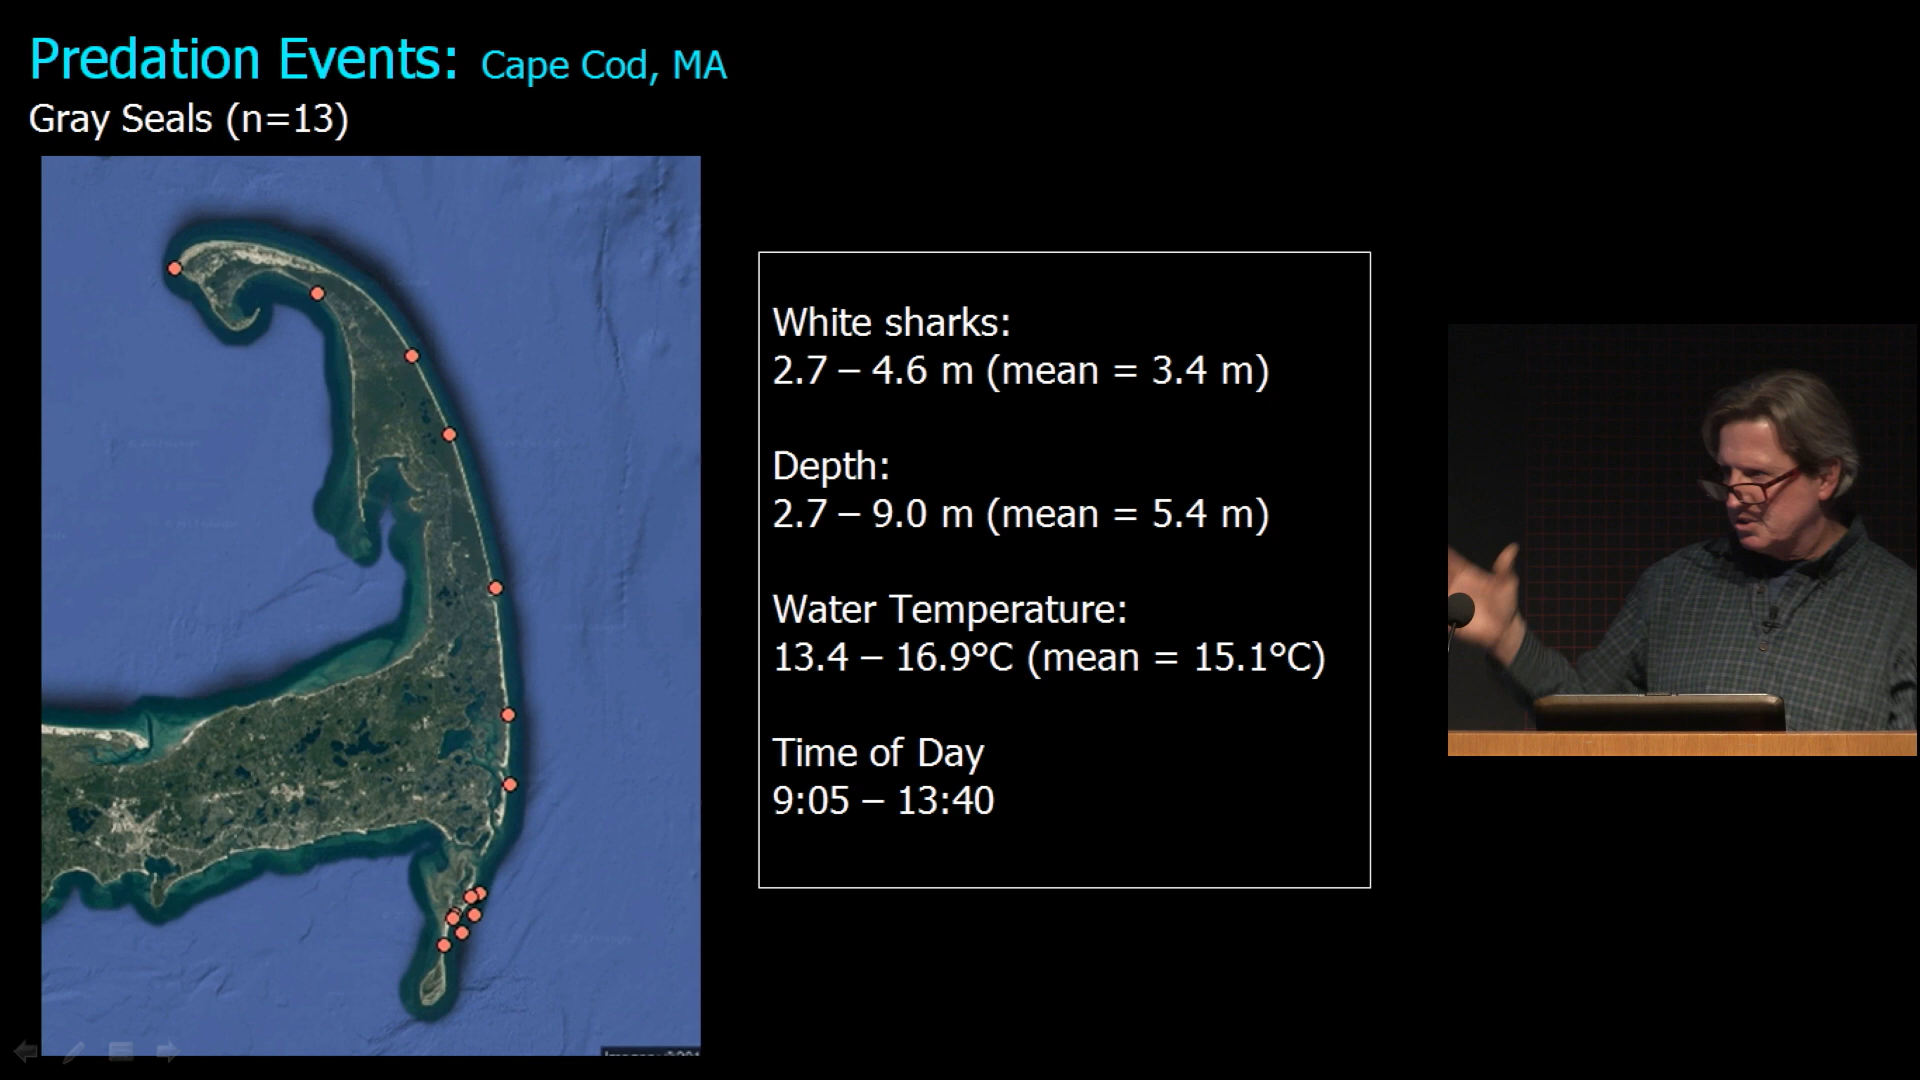 Predation Events: Cape Cod, MA
Gray Seals (n=13)
White sharks:
2.7 – 4.6 m (mean = 3.4 m)
Depth:
2.7 – 9.0 m (mean = 5.4 m)
Water Temperature:
13.4 – 16.9°C (mean = 15.1°C)
Time of Day
9:05 – 13:40